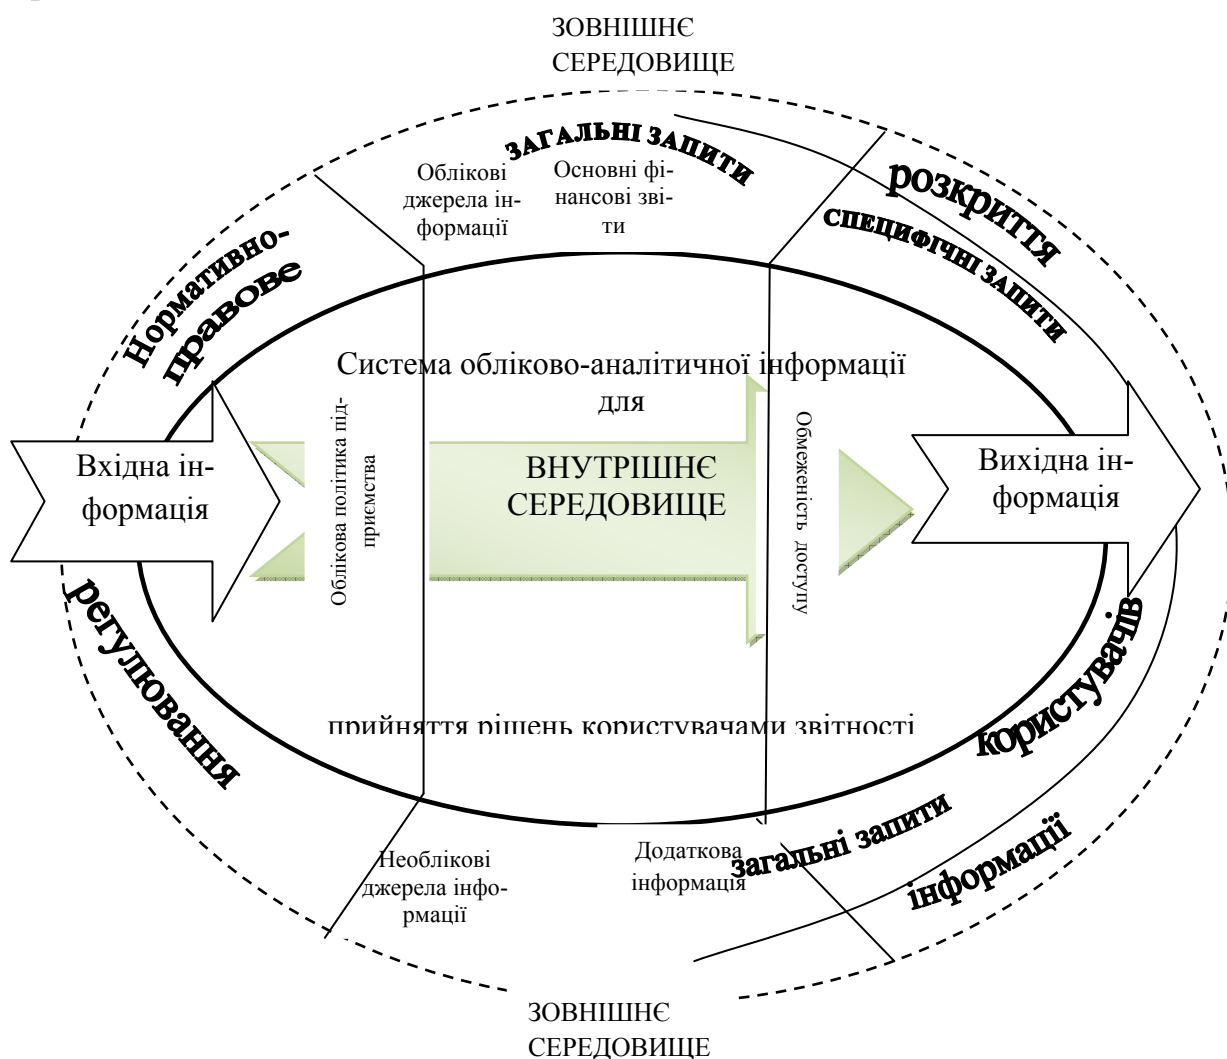 ЗОВНІШНЄ
СЕРЕДОВИЩЕ
ЗАГАЛЬНІ ЗАПИТИ
Облікові
джерела ін-
формації
Основні фі-
нансові зві-
ти
розкриття
СПЕЦИФІЧНІ ЗАПИТИ
Нормативно-
правове
Система обліково-аналітичної інформації
для
Вхідна ін-
формація
Облікова політика під-
приємства
ВНУТРІШНЄ
СЕРЕДОВИЩЕ
Обмеженість доступу
Вихідна ін-
формація
регулювання
користувачів
прийняття рішень користувачами звітності
Необлікові
джерела інфо-
рмації
Додаткова
інформація
загальні запити
інформації
ЗОВНІШНЄ
СЕРЕДОВИЩЕ